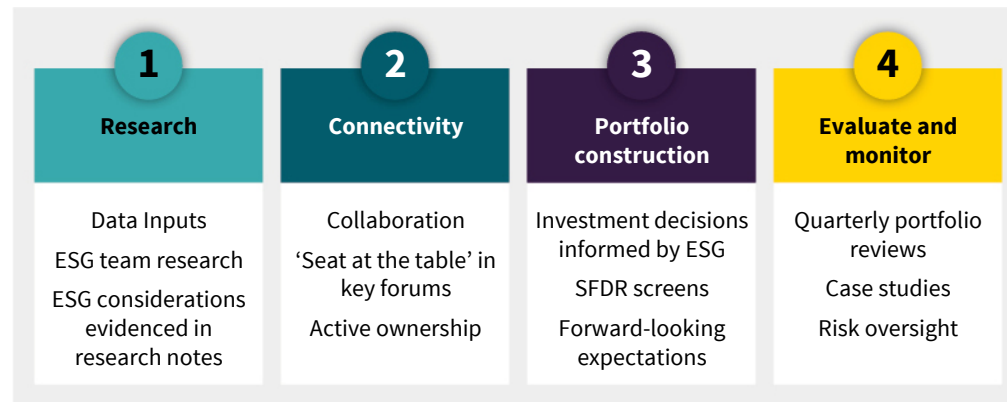 1
Research
Data Inputs
ESG team research
ESG considerations
evidenced in
research notes
2
Connectivity
Collaboration
‘Seat at the table’ in
key forums
Active ownership
3
Portfolio
construction
Investment decisions
informed by ESG
SFDR screens
Forward-looking
expectations
4
Evaluate and
monitor
Quarterly portfolio
reviews
Case studies
Risk oversight